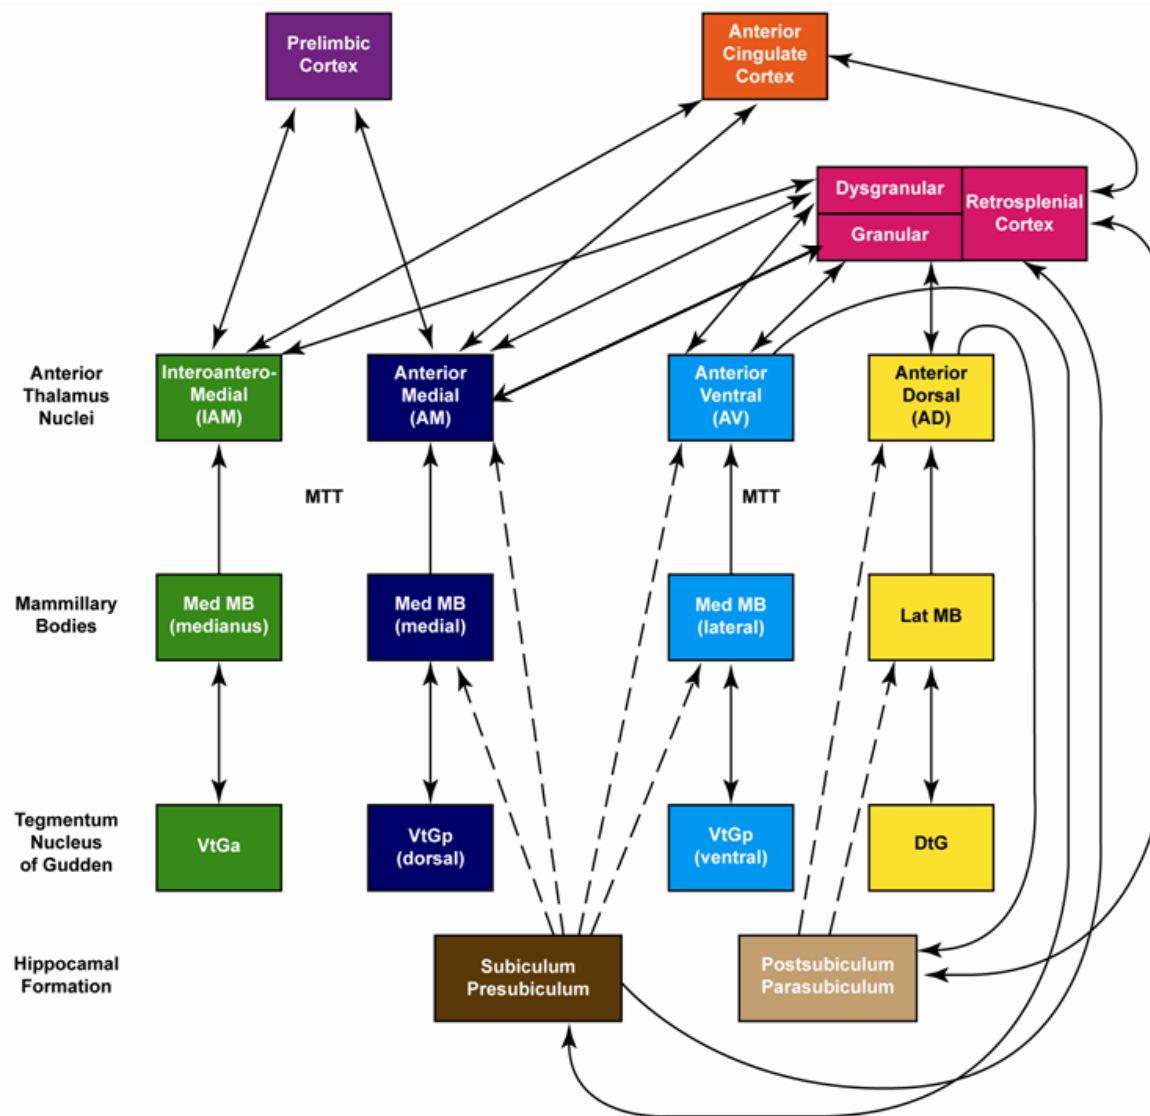 Prelimbic
Cortex
Anterior
Cingulate
Cortex
Dysgranular
Granular
Retrosplenial
Cortex
Anterior
Thalamus
Nuclei
Interoantero-
Medial
(IAM)
Anterior
Medial
(AM)
Anterior
Ventral
(AV)
Anterior
Dorsal
(AD)
MTT
MTT
Mammillary
Bodies
Med MB
(medianus)
Med MB
(medial)
Med MB
(lateral)
Lat MB
Tegmentum
Nucleus
of Gudden
VtGa
VtGp
(dorsal)
VtGp
(ventral)
DtG
Hippocamal
Formation
Subiculum
Presubiculum
Postsubiculum
Parasubiculum